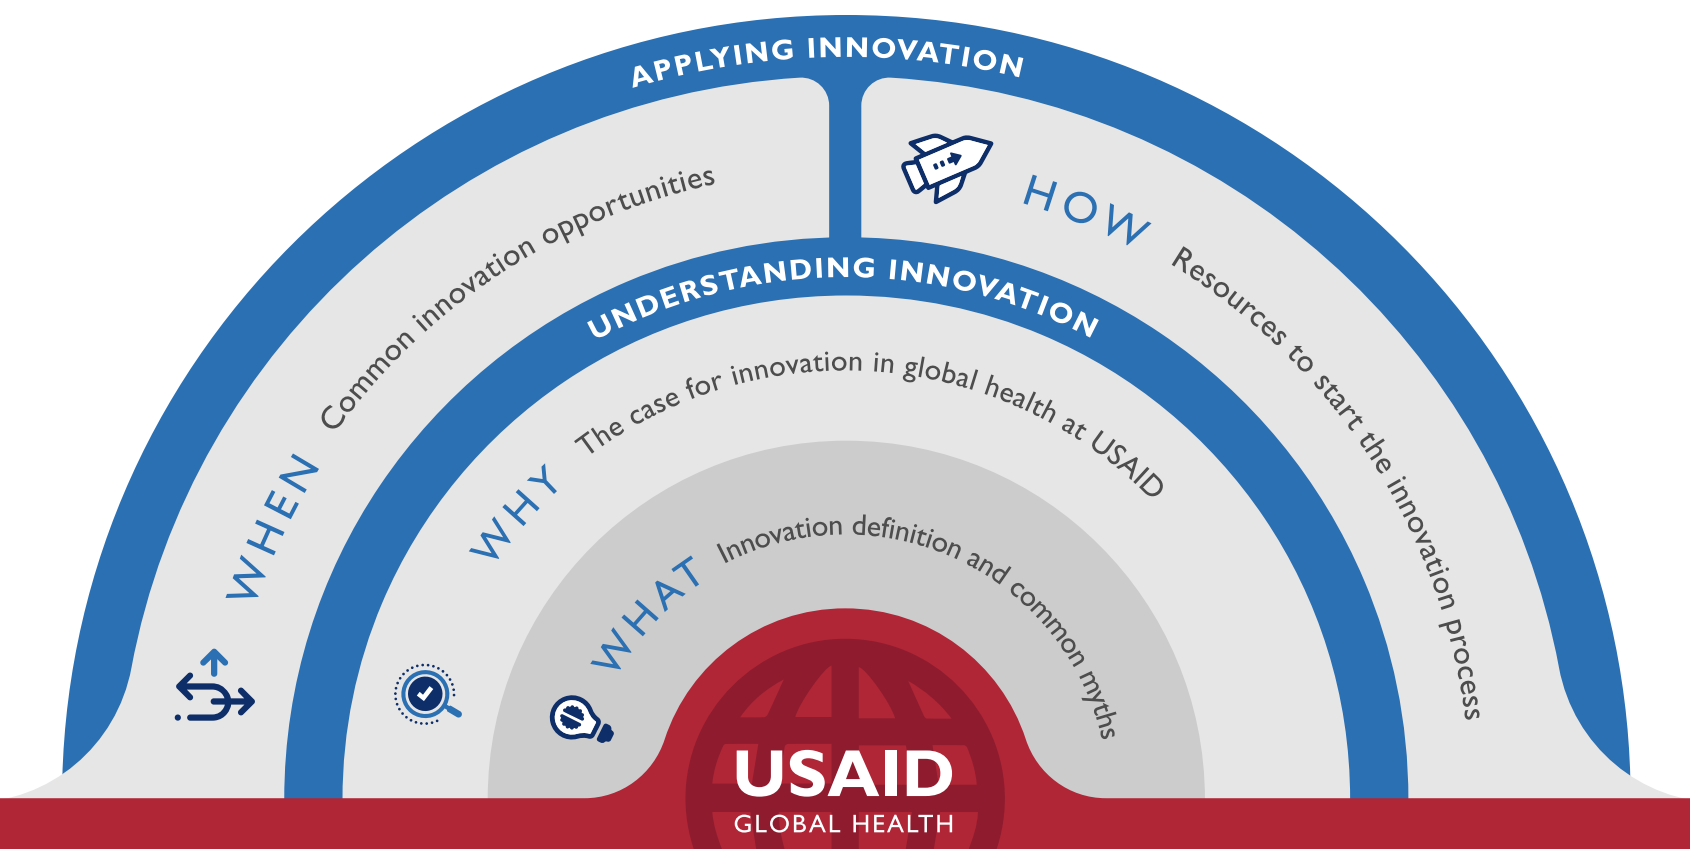 APPLYING INNOVATION
WHEN Common innovation opportunities
HOW Resources to start the innovation process
UNDERSTANDING INNOVATION
WHY The case for innovation in global health at USAID
WHAT Innovation definition and common myths
USAID
GLOBAL HEALTH